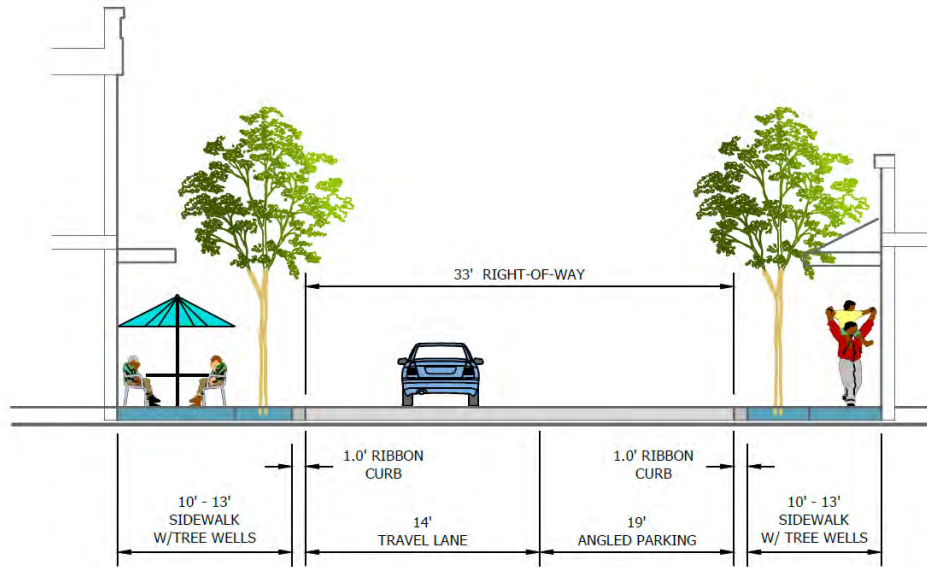 33' RIGHT-OF-WAY
1.0' RIBBON
CURB
1.0' RIBBON
CURB
10' - 13'
SIDEWALK
W/TREE WELLS
14'
TRAVEL LANE
19'
ANGLED PARKING
10' - 13'
SIDEWALK
W/ TREE WELLS